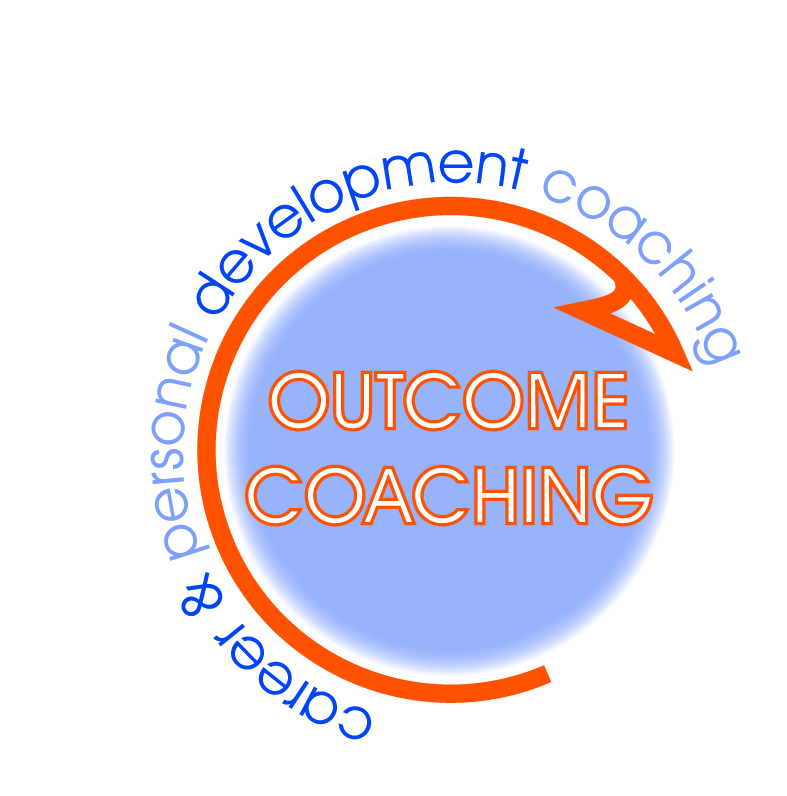 career & personal development coaching
OUTCOME
COACHING